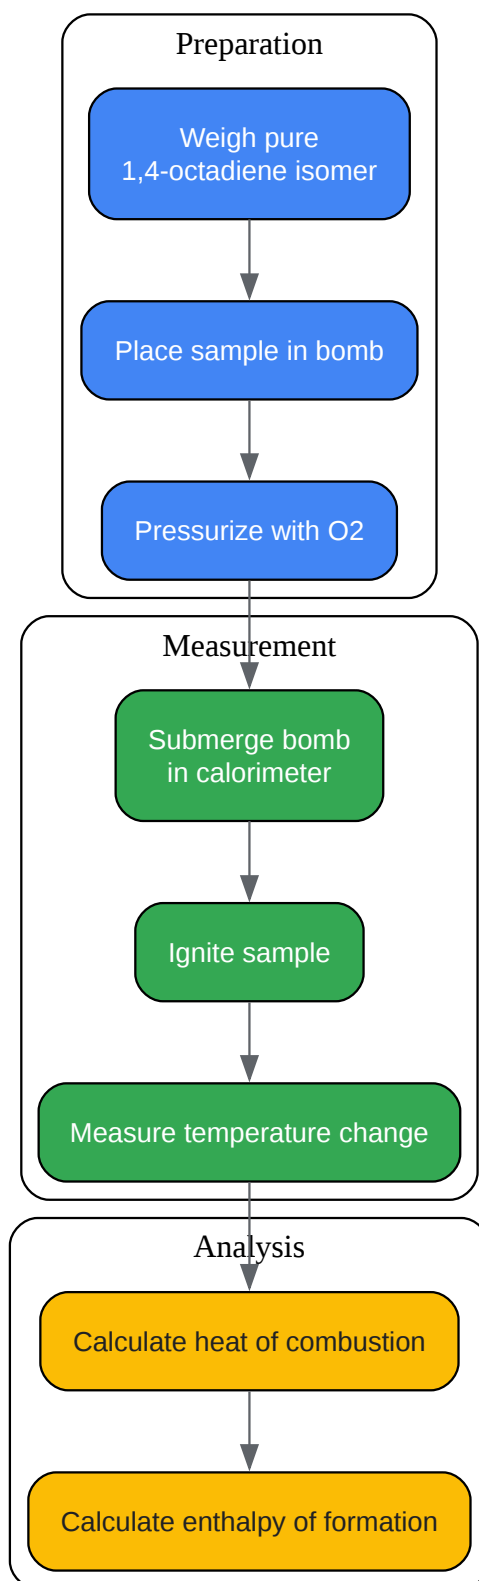 Preparation
Weigh pure
1,4-octadiene isomer
Place sample in bomb
Pressurize with O2
Measurement
Submerge bomb
in calorimeter
Ignite sample
Measure temperature change
Analysis
Calculate heat of combustion
Calculate enthalpy of formation